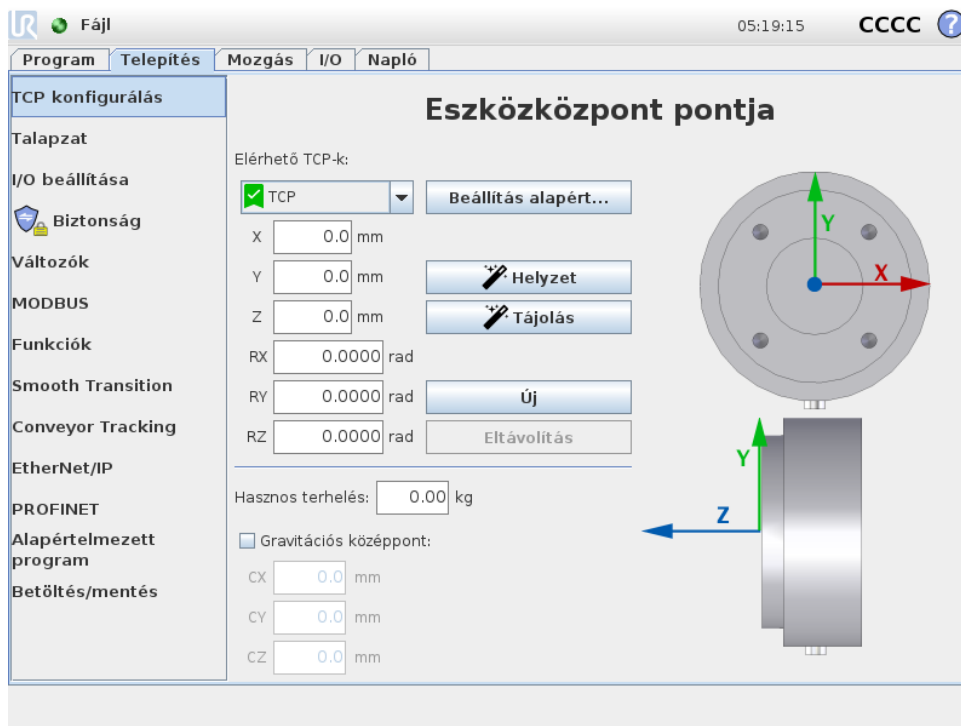 UR Fájl 05:19:15 CCCC ?
Program Telepítés Mozgás I/O Napló
TCP konfigurálás
Talapzat
I/O beállítása
Biztonság
Változók
MODBUS
Funkciók
Smooth Transition
Conveyor Tracking
EtherNet/IP
PROFINET
Alapértelmezett
program
Betöltés/mentés
Eszközközpont pontja
Elérhető TCP-k:
TCP Beállítás alapért...
X 0.0 mm
Y 0.0 mm Helyzet
Z 0.0 mm Tájolás
RX 0.0000 rad
RY 0.0000 rad Új
RZ 0.0000 rad Eltávolítás
Hasznos terhelés: 0.00 kg
Gravitációs középpont:
CX 0.0 mm
CY 0.0 mm
CZ 0.0 mm
Y
X
Y
Z